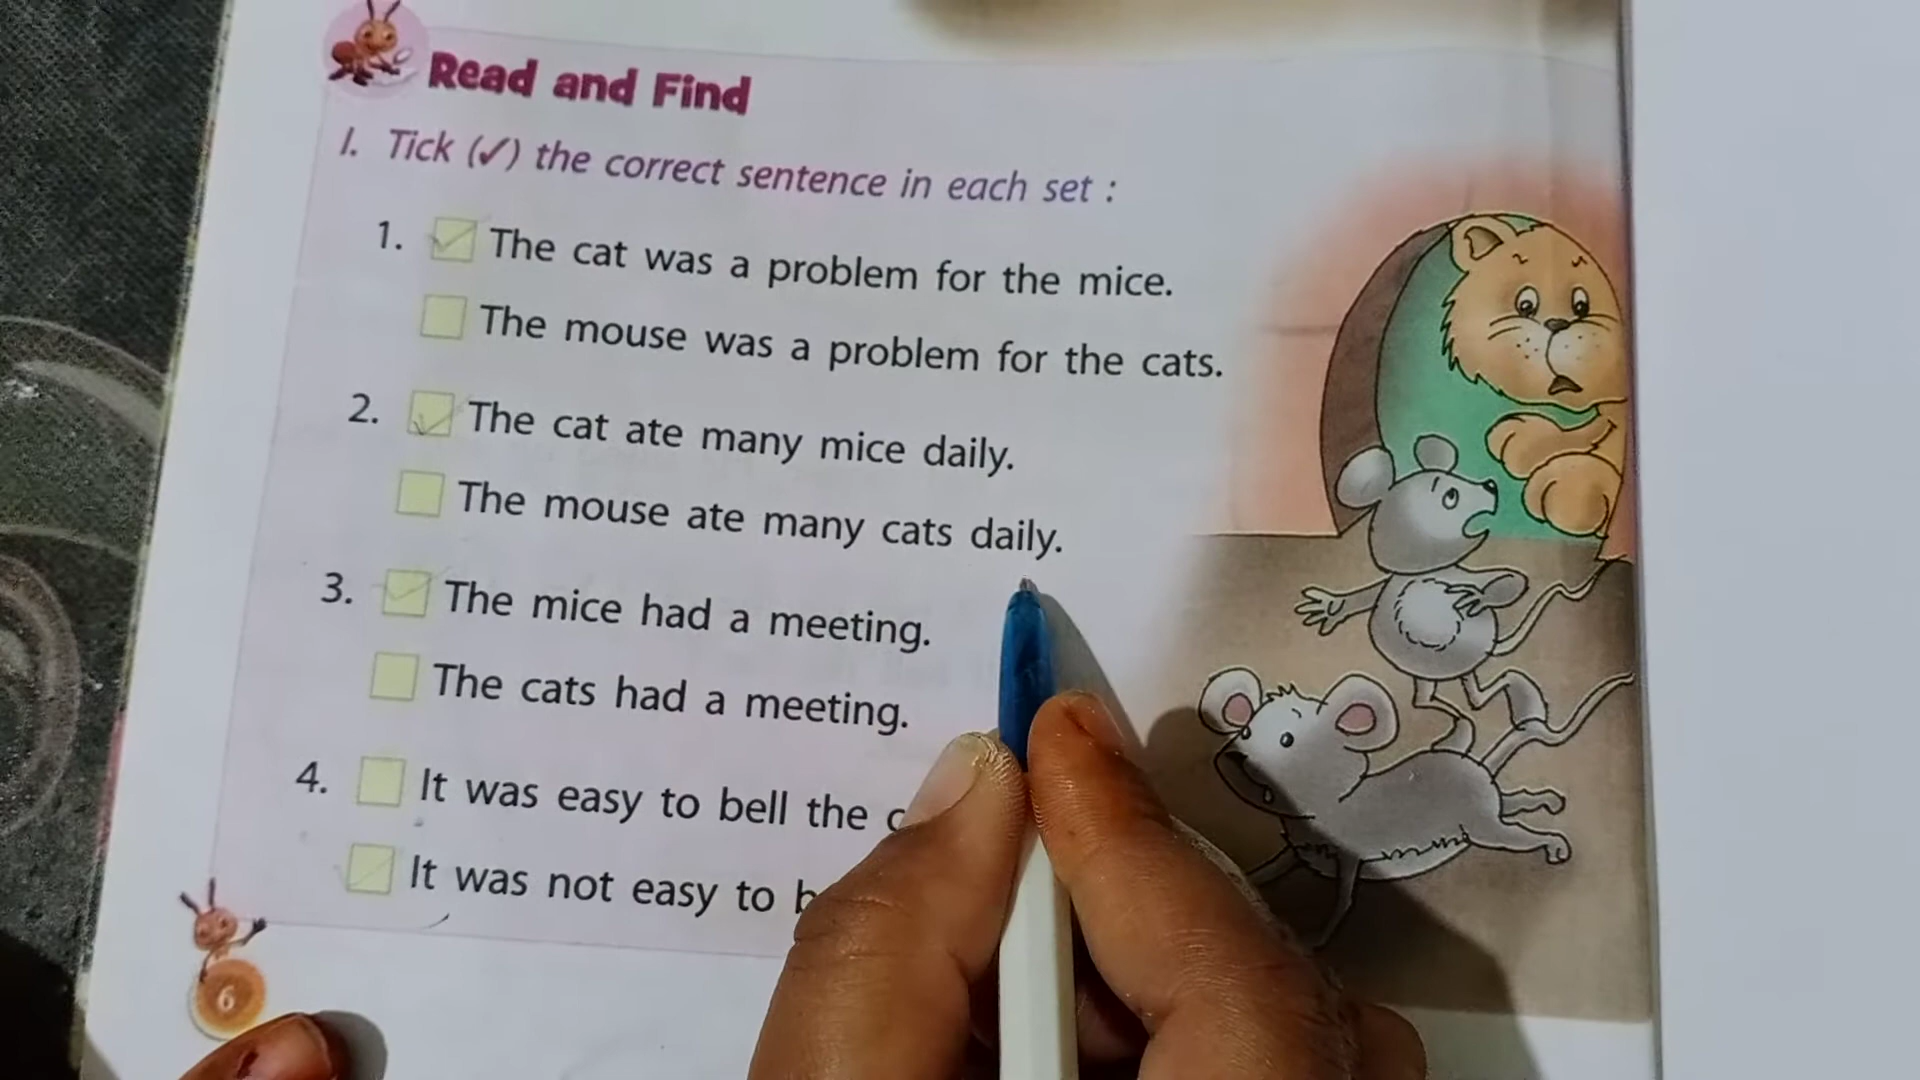 Read and Find
I. Tick (✓) the correct sentence in each set :
1. The cat was a problem for the mice.
The mouse was a problem for the cats.
2. The cat ate many mice daily.
The mouse ate many cats daily.
3. The mice had a meeting.
The cats had a meeting.
4. It was easy to bell the
It was not easy to
6